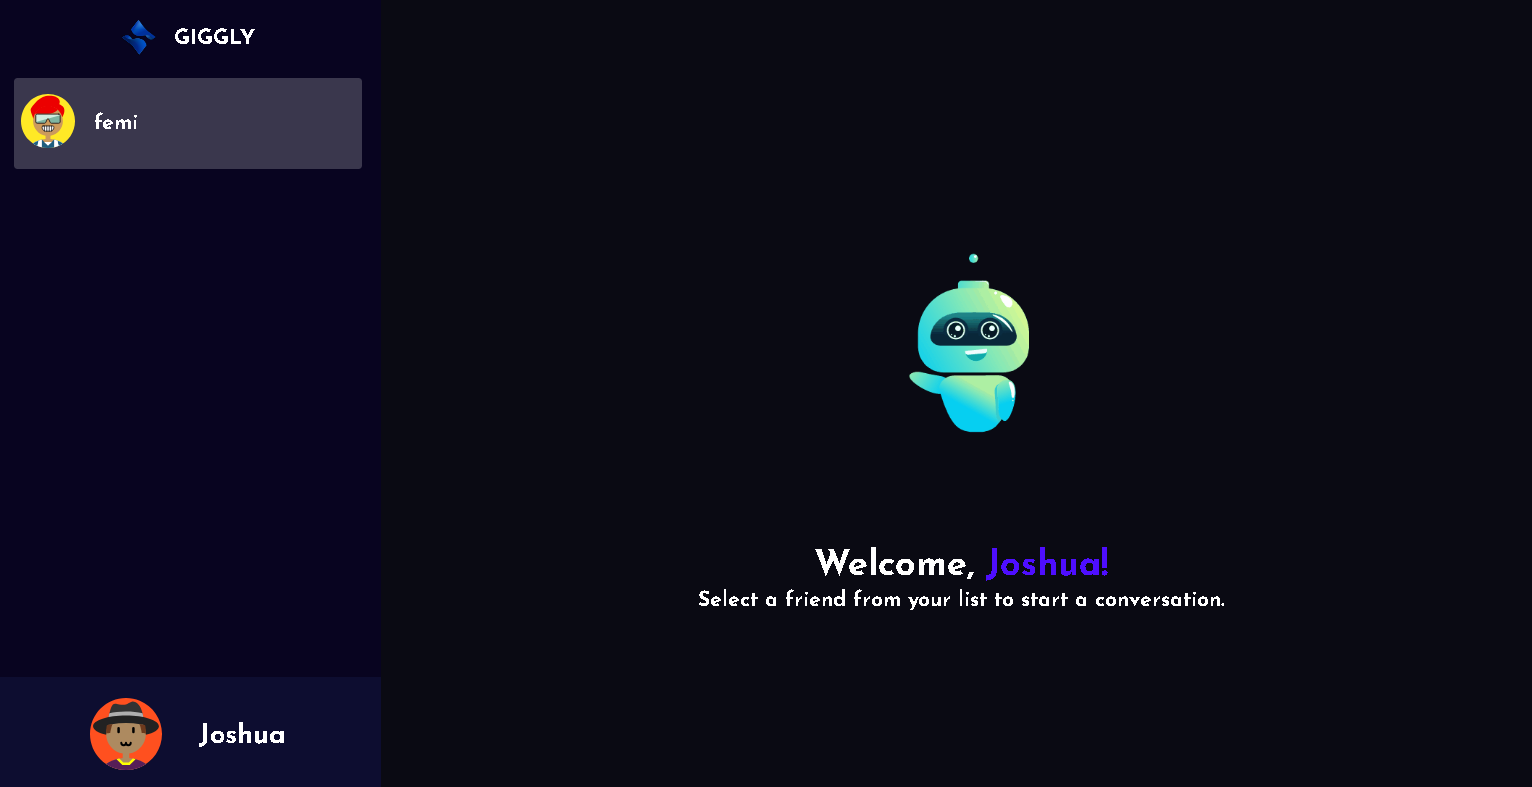 GIGGLY
femi
Welcome, Joshua!
Select a friend from your list to start a conversation.
Joshua